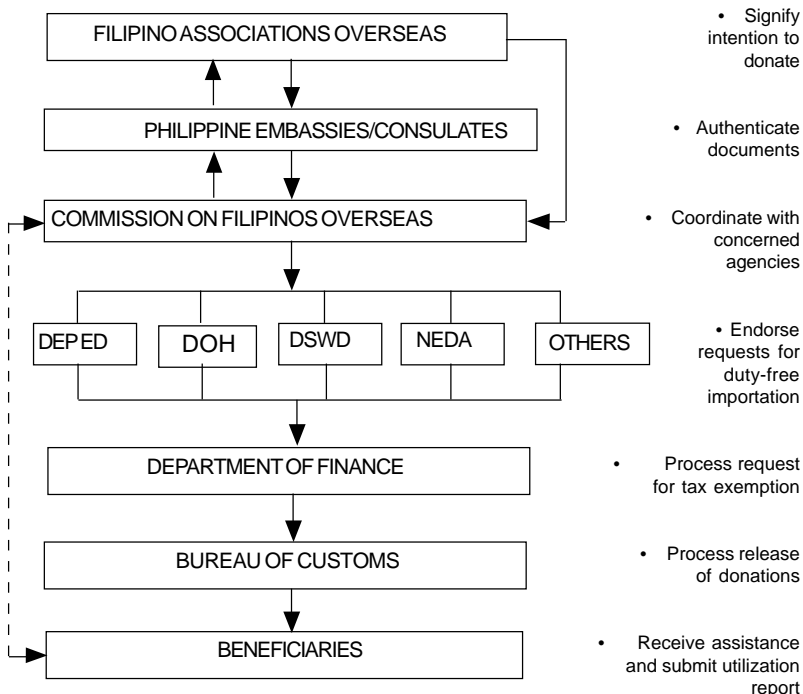 FILIPINO ASSOCIATIONS OVERSEAS
• Signify
intention to
donate
PHILIPPINE EMBASSIES/CONSULATES
• Authenticate
documents
COMMISSION ON FILIPINOS OVERSEAS
• Coordinate with
concerned
agencies
DEPED DOH DSWD NEDA OTHERS
• Endorse
requests for
duty-free
importation
DEPARTMENT OF FINANCE
• Process request
for tax exemption
BUREAU OF CUSTOMS
• Process release
of donations
BENEFICIARIES
• Receive assistance
and submit utilization
report